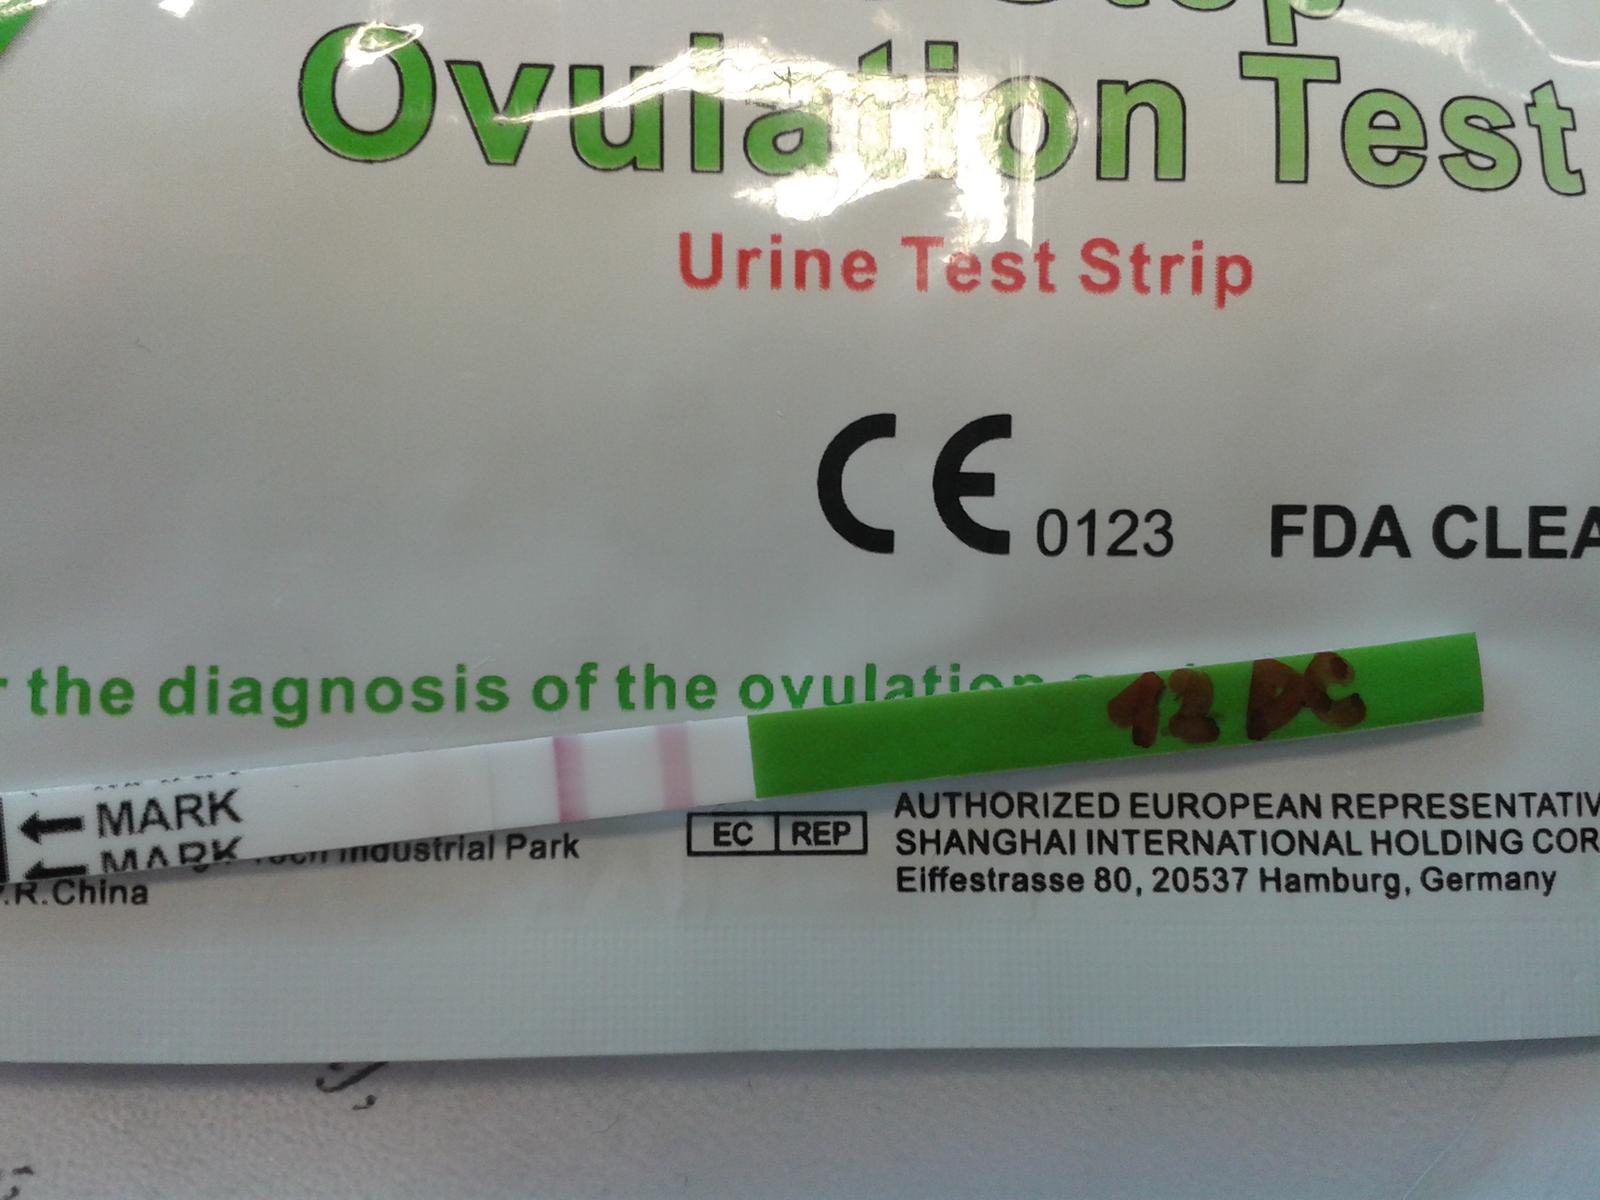 Step
Ovulation Test
Urine Test Strip
CE 0123 FDA CLEA
the diagnosis of the ovulation
12 DC
MARK
MARK
Industrial Park
.R.China
EC REP
AUTHORIZED EUROPEAN REPRESENTATIV
SHANGHAI INTERNATIONAL HOLDING COR
Eiffestrasse 80, 20537 Hamburg, Germany